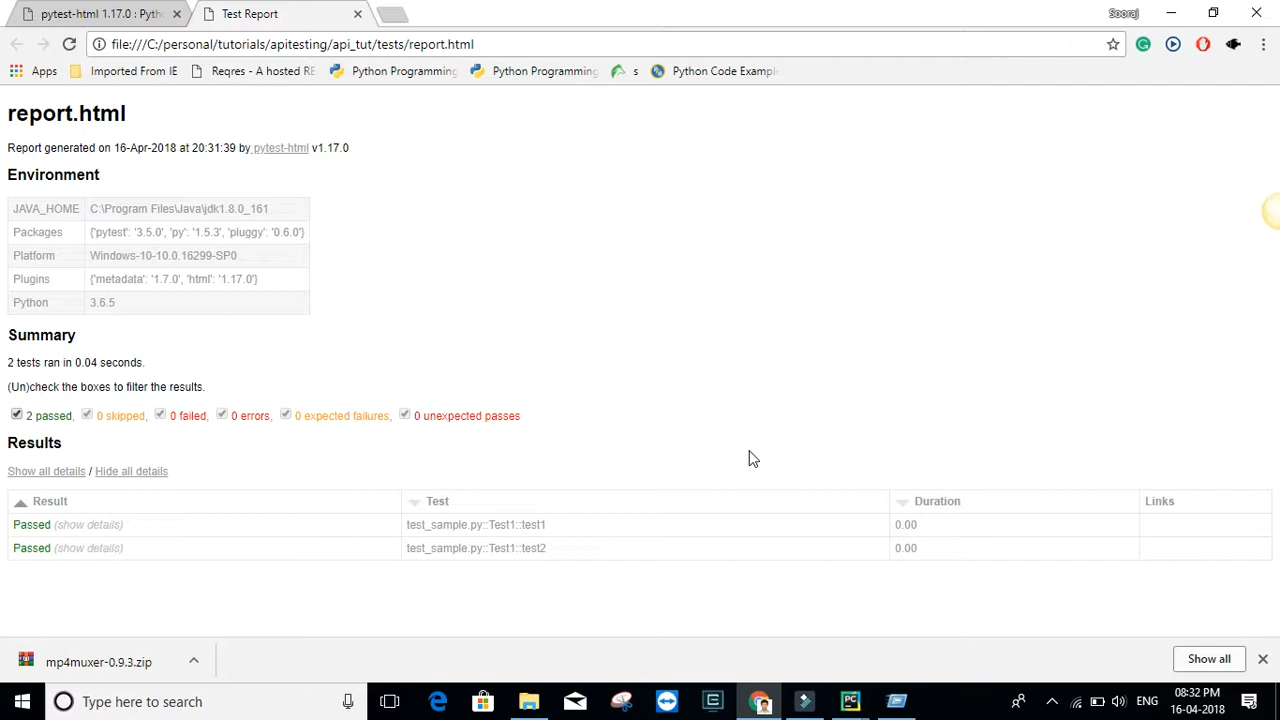 pytest-html 1.17.0 : Pyth
Test Report
Sooraj
file:///C:/personal/tutorials/apitesting/api_tut/tests/report.html
Apps
Imported From IE
Reqres - A hosted RE
Python Programming
Python Programming
s
Python Code Example
report.html
Report generated on 16-Apr-2018 at 20:31:39 by pytest-html v1.17.0
Environment
JAVA_HOME C:\Program Files\Java\jdk1.8.0_161
Packages {'pytest': '3.5.0', 'py': '1.5.3', 'pluggy': '0.6.0'}
Platform Windows-10-10.0.16299-SP0
Plugins {'metadata': '1.7.0', 'html': '1.17.0'}
Python 3.6.5
Summary
2 tests ran in 0.04 seconds.
(Un)check the boxes to filter the results.
2 passed, 0 skipped, 0 failed, 0 errors, 0 expected failures, 0 unexpected passes
Results
Show all details / Hide all details
Result Test Duration Links
Passed (show details) test_sample.py::Test1::test1 0.00
Passed (show details) test_sample.py::Test1::test2 0.00
mp4muxer-0.9.3.zip
Show all
Type here to search
ENG
08:32 PM
16-04-2018